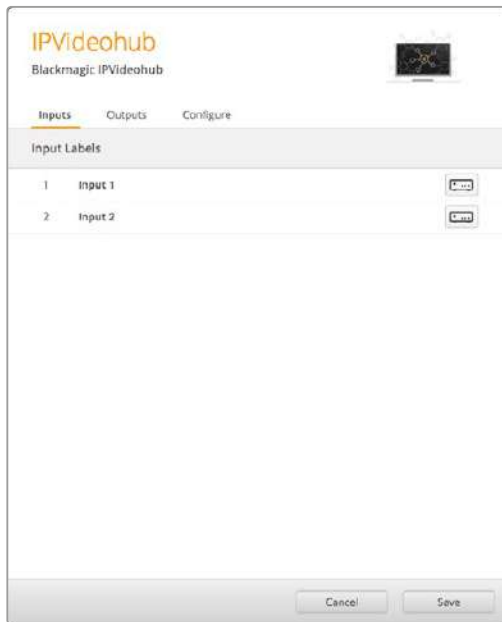 IPVideohub
Blackmagic IPVideohub
Inputs Outputs Configure
Input Labels
1 Input 1
2 Input 2
Cancel Save